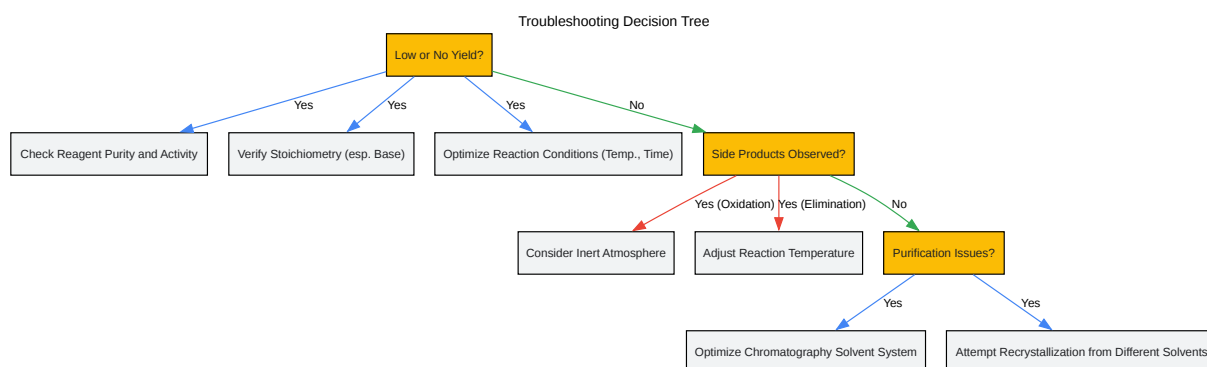 Troubleshooting Decision Tree
Low or No Yield?
Yes
Yes
Yes
No
Check Reagent Purity and Activity
Verify Stoichiometry (esp. Base)
Optimize Reaction Conditions (Temp., Time)
Side Products Observed?
Yes (Oxidation)
Yes (Elimination)
No
Consider Inert Atmosphere
Adjust Reaction Temperature
Purification Issues?
Yes
Yes
Optimize Chromatography Solvent System
Attempt Recrystallization from Different Solvents